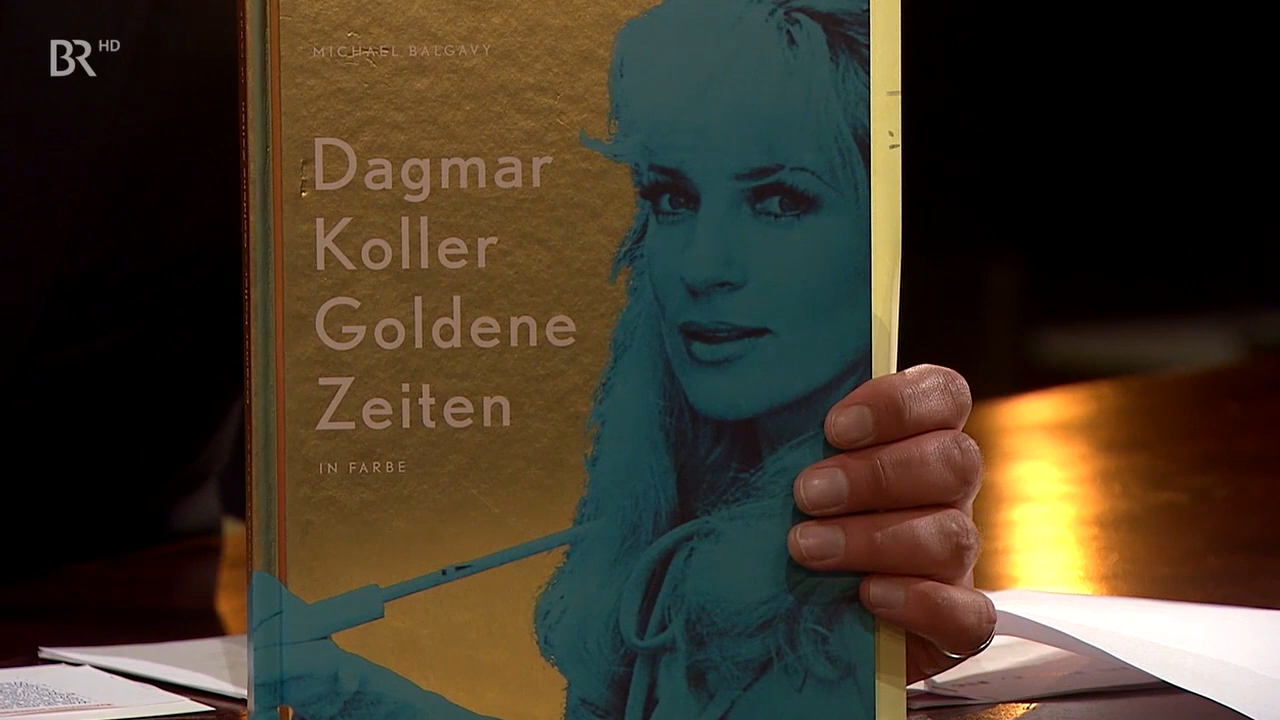 BR HD
MICHAEL BALGAVY
Dagmar
Koller
Goldene
Zeiten
IN FARBE